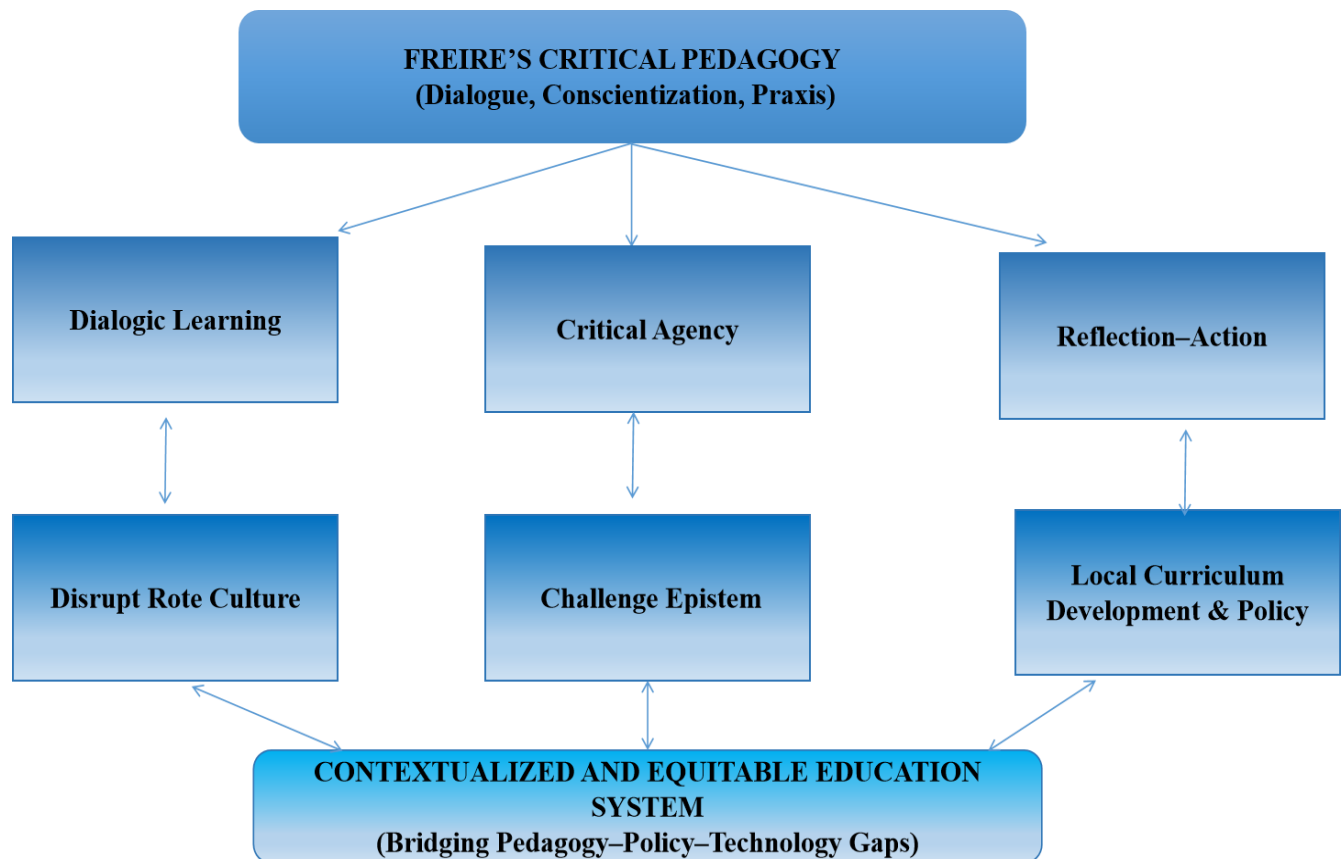 FREIRE’S CRITICAL PEDAGOGY
(Dialogue, Conscientization, Praxis)
Dialogic Learning
Critical Agency
Reflection–Action
Disrupt Rote Culture
Challenge Epistem
Local Curriculum
Development & Policy
CONTEXTUALIZED AND EQUITABLE EDUCATION
SYSTEM
(Bridging Pedagogy–Policy–Technology Gaps)